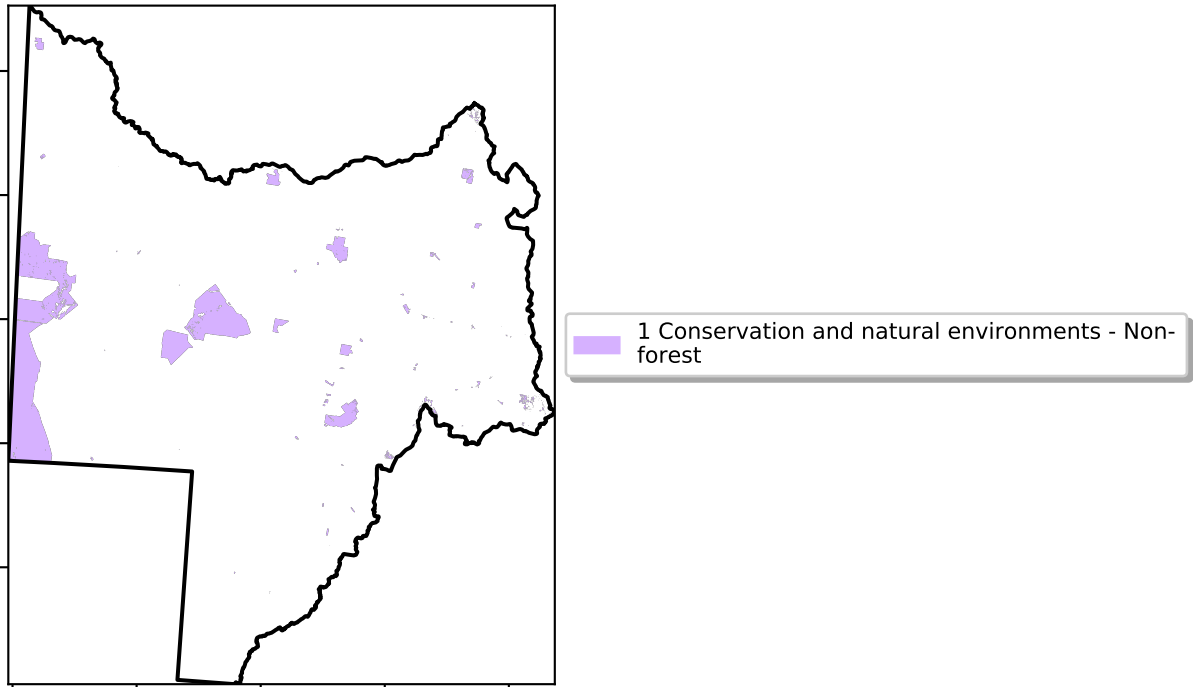 1 Conservation and natural environments - Non-
forest